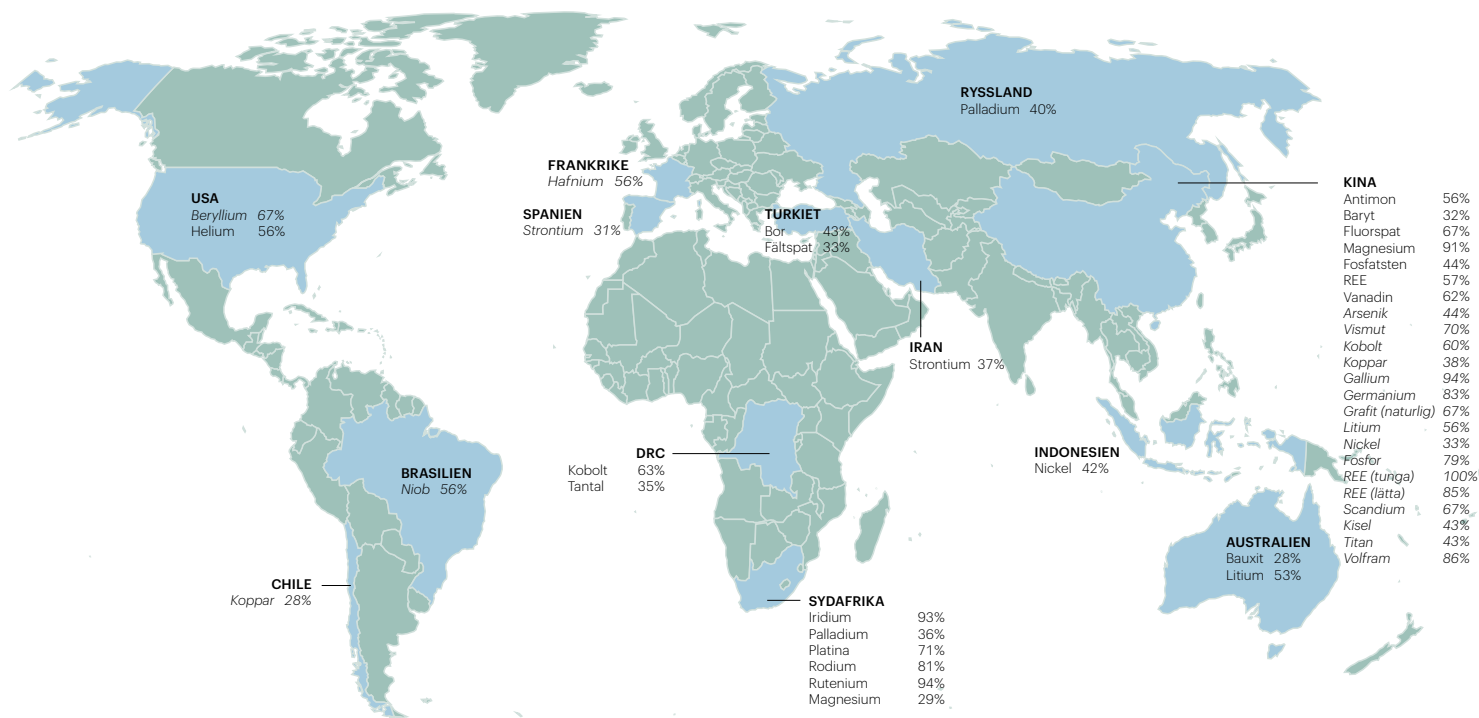 RYSSLAND
Palladium 40%
FRANKRIKE
Hafnium 56%
KINA
Antimon 56%
Baryt 32%
Fluorspat 67%
Magnesium 91%
Fosfatsten 44%
REE 57%
Vanadin 62%
Arsenik 44%
Vismut 70%
Kobolt 60%
Koppar 38%
Gallium 94%
Germanium 83%
Grafit (naturlig) 67%
Litium 56%
Nickel 33%
Fosfor 79%
REE (tunga) 100%
REE (lätta) 85%
Scandium 67%
Kisel 43%
Titan 43%
Volfram 86%
USA
Beryllium 67%
Helium 56%
SPANIEN
Strontium 31%
TURKIET
Bor 43%
Fältspat 33%
IRAN
Strontium 37%
DRC
Kobolt 63%
Tantal 35%
INDONESIEN
Nickel 42%
BRASILIEN
Niob 56%
AUSTRALIEN
Bauxit 28%
Litium 53%
CHILE
Koppar 28%
SYDAFRIKA
Iridium 93%
Palladium 36%
Platina 71%
Rodium 81%
Rutenium 94%
Magnesium 29%